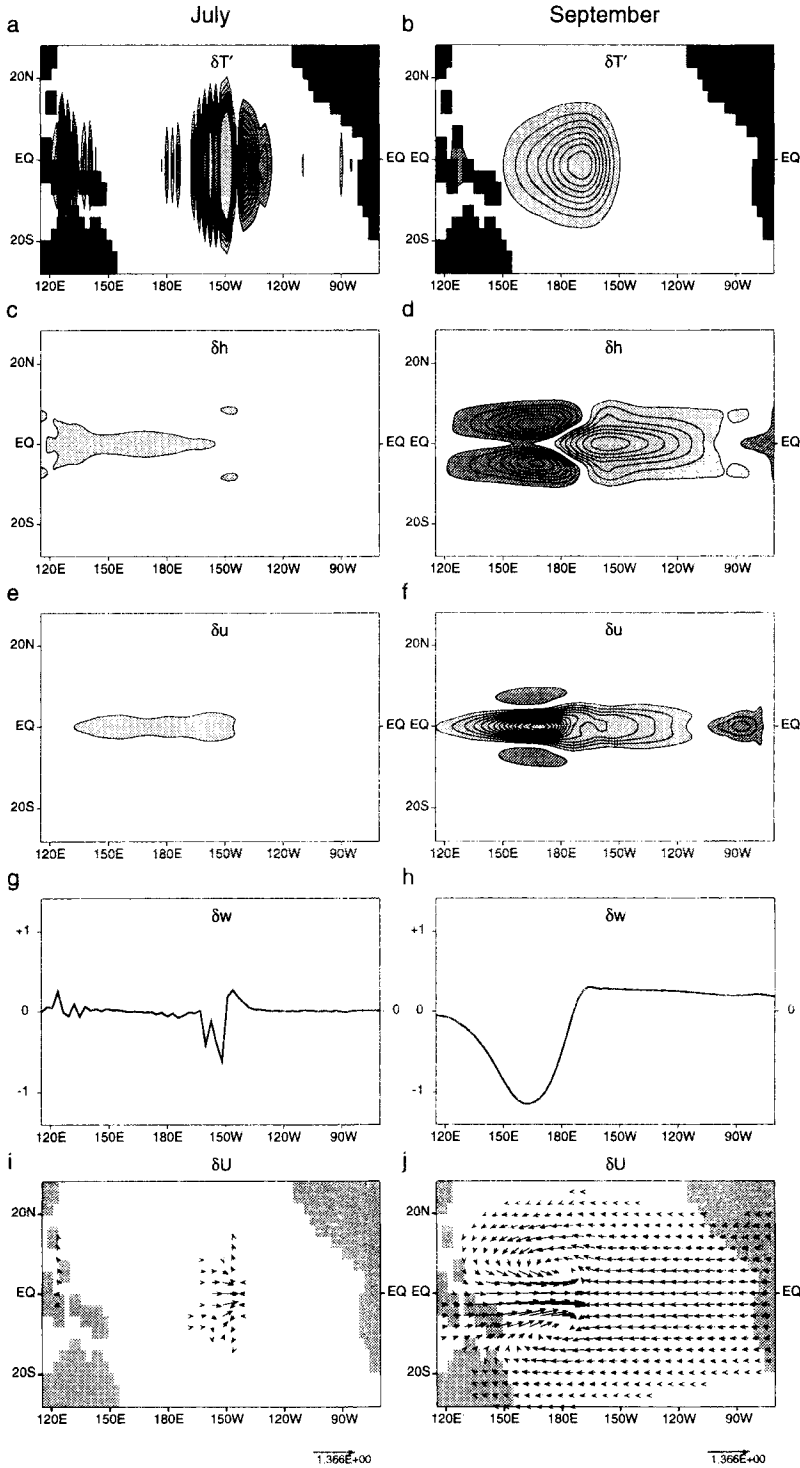 July September
a b
δT′ δT′
20N 20N
EQ EQ EQ EQ
20S 20S
120E 150E 180E 150W 120W 90W 120E 150E 180E 150W 120W 90W
c d
δh δh
20N 20N
EQ EQ EQ EQ
20S 20S
120E 150E 180E 150W 120W 90W 120E 150E 180E 150W 120W 90W
e f
δu δu
20N 20N
EQ EQ EQ EQ
20S 20S
120E 150E 180E 150W 120W 90W 120E 150E 180E 150W 120W 90W
g h
δw δw
+1 +1
0 0 0 0
-1 -1
120E 150E 180E 150W 120W 90W 120E 150E 180E 150W 120W 90W
i j
δU δU
20N 20N
EQ EQ EQ EQ
20S 20S
120E 150E 180E 150W 120W 90W 120E 150E 180E 150W 120W 90W
1.366E+00 1.366E+00